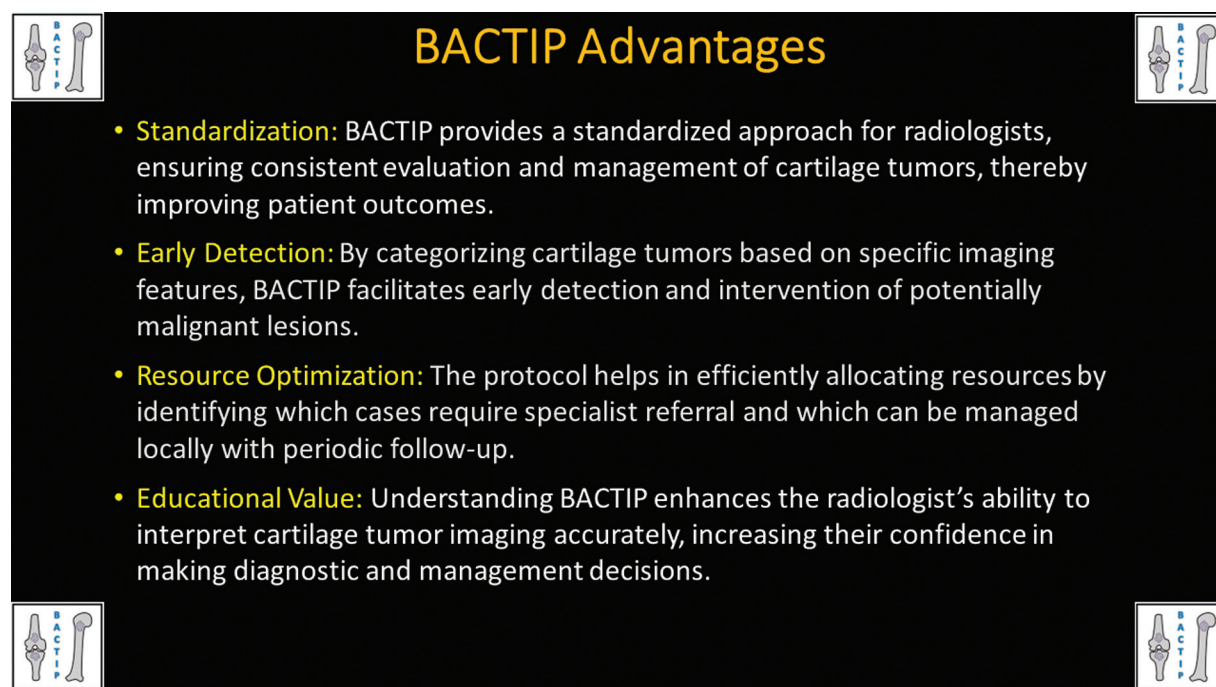 BACTIP
BACTIP
BACTIP Advantages
• Standardization: BACTIP provides a standardized approach for radiologists,
ensuring consistent evaluation and management of cartilage tumors, thereby
improving patient outcomes.
• Early Detection: By categorizing cartilage tumors based on specific imaging
features, BACTIP facilitates early detection and intervention of potentially
malignant lesions.
• Resource Optimization: The protocol helps in efficiently allocating resources by
identifying which cases require specialist referral and which can be managed
locally with periodic follow-up.
• Educational Value: Understanding BACTIP enhances the radiologist’s ability to
interpret cartilage tumor imaging accurately, increasing their confidence in
making diagnostic and management decisions.
BACTIP
BACTIP